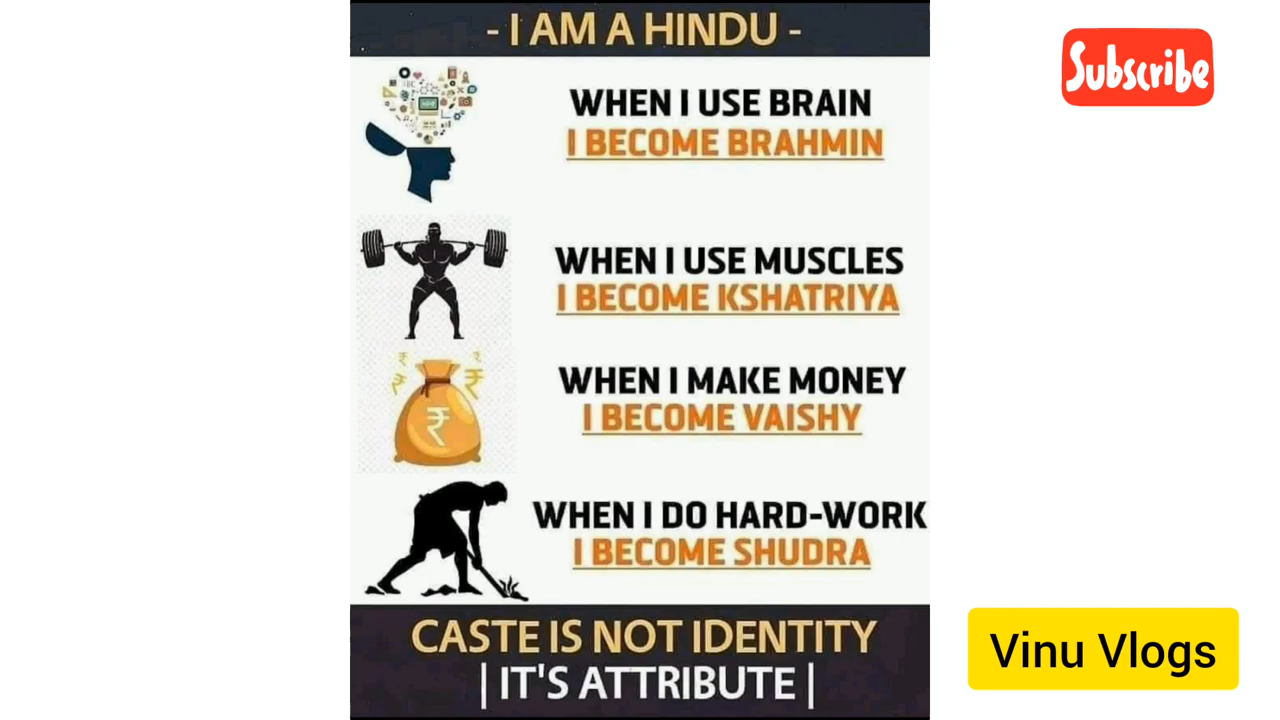 - I AM A HINDU -
Subscribe
WHEN I USE BRAIN
I BECOME BRAHMIN
WHEN I USE MUSCLES
I BECOME KSHATRIYA
WHEN I MAKE MONEY
I BECOME VAISHY
WHEN I DO HARD-WORK
I BECOME SHUDRA
CASTE IS NOT IDENTITY
| IT'S ATTRIBUTE |
Vinu Vlogs